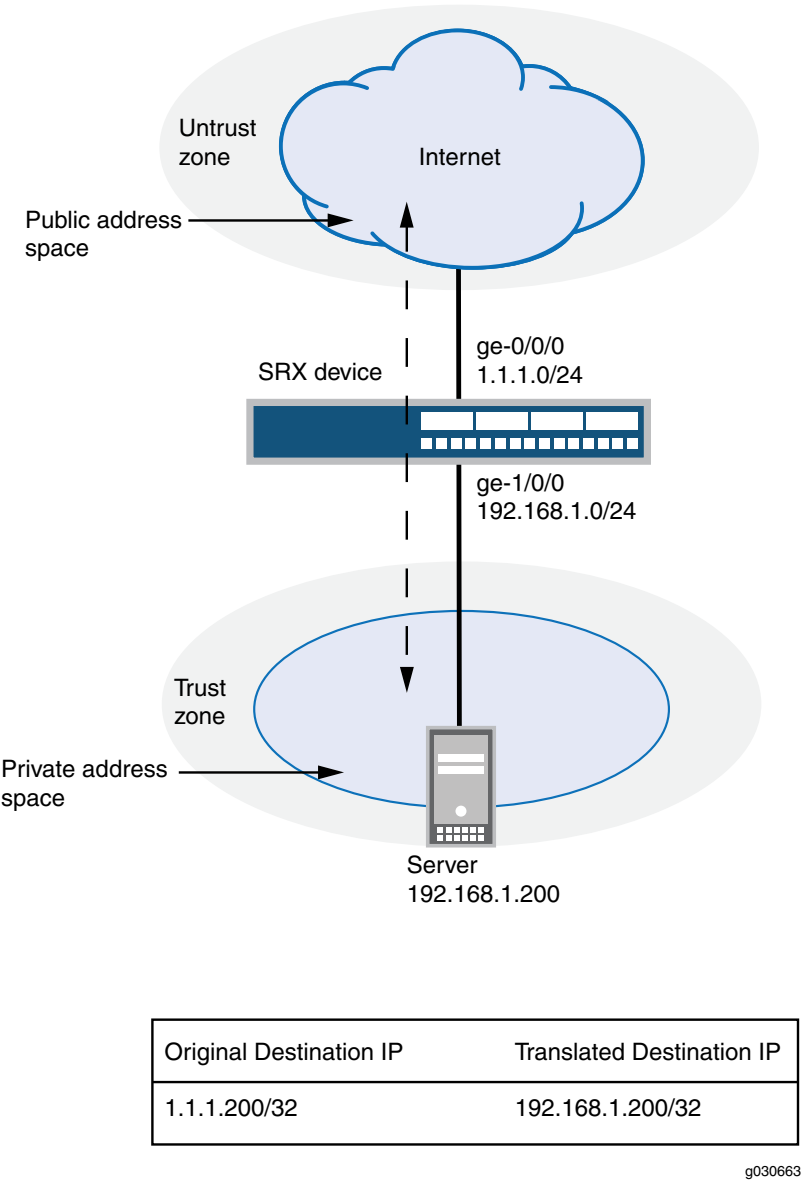 Untrust
zone
Internet
Public address
space
ge-0/0/0
1.1.1.0/24
SRX device
ge-1/0/0
192.168.1.0/24
Trust
zone
Private address
space
Server
192.168.1.200
Original Destination IP Translated Destination IP
1.1.1.200/32 192.168.1.200/32
g030663